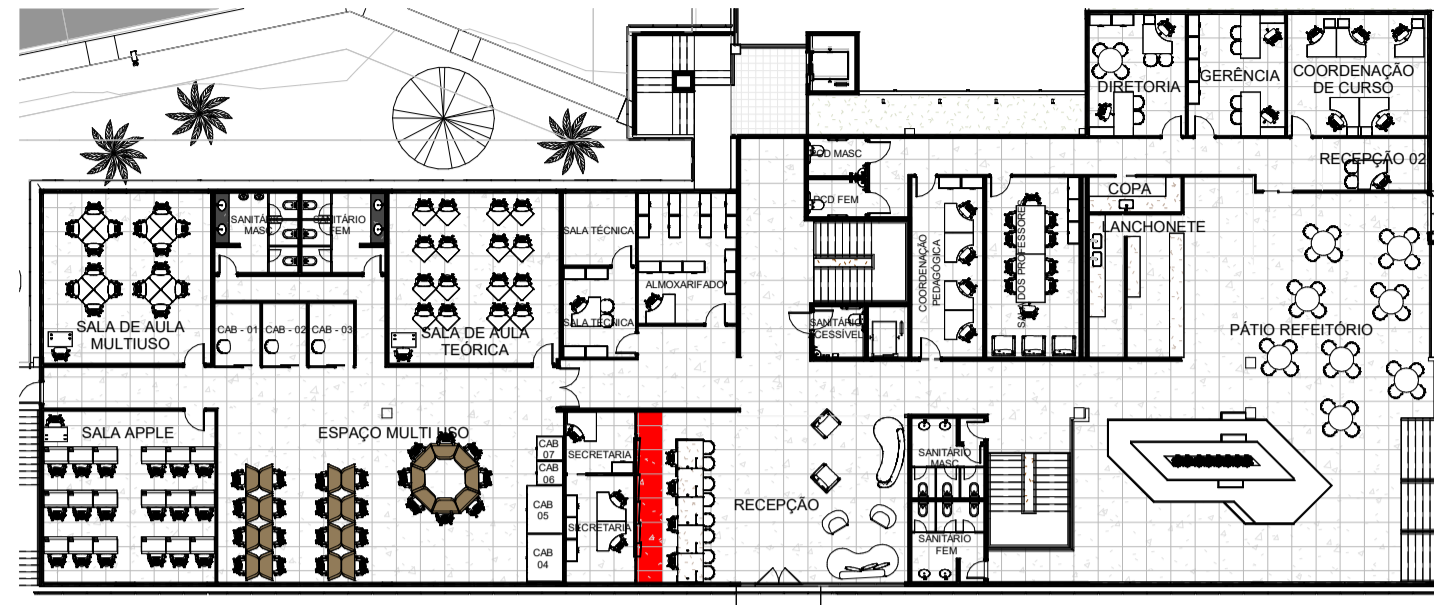 DIRETORIA
GERÊNCIA
COORDENAÇÃO
DE CURSO
PCD MASC
RECEPÇÃO 02
COPA
PCD FEM
SANITÁRIO
MASC
SANITÁRIO
FEM
SALA TÉCNICA
LANCHONETE
COORDENAÇÃO
PEDAGÓGICA
SALA DOS PROFESSORES
ALMOXARIFADO
SALA TÉCNICA
SALA DE AULA
MULTIUSO
CAB - 01
CAB - 02
CAB - 03
SALA DE AULA
TEÓRICA
SANITÁRIO
ACESSÍVEL
PÁTIO REFEITÓRIO
SALA APPLE
ESPAÇO MULTI USO
CAB
07
CAB
06
CAB
05
CAB
04
SECRETARIA
SECRETARIA
RECEPÇÃO
SANITÁRIO
MASC
SANITÁRIO
FEM